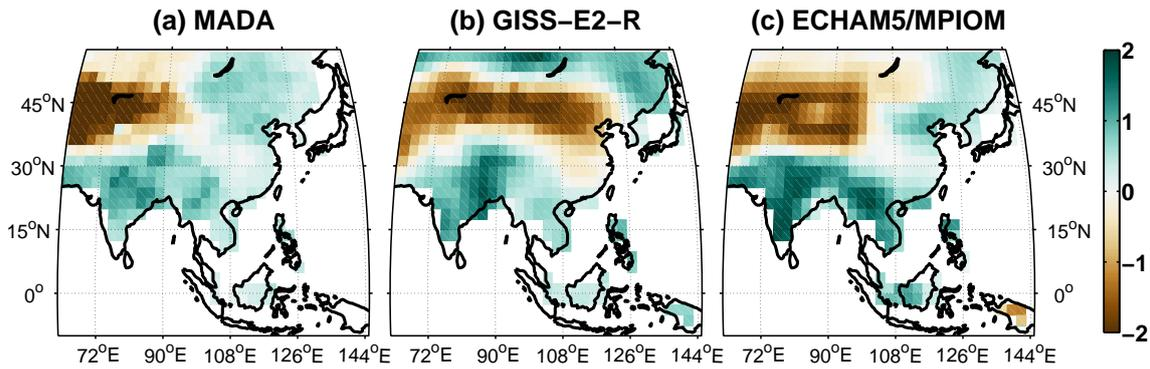 (a) MADA (b) GISS−E2−R (c) ECHAM5/MPIOM
45°N 45°N 2
30°N 30°N 1
15°N 15°N 0
0° 0° −1
72°E 90°E 108°E 126°E 144°E 72°E 90°E 108°E 126°E 144°E 72°E 90°E 108°E 126°E 144°E −2